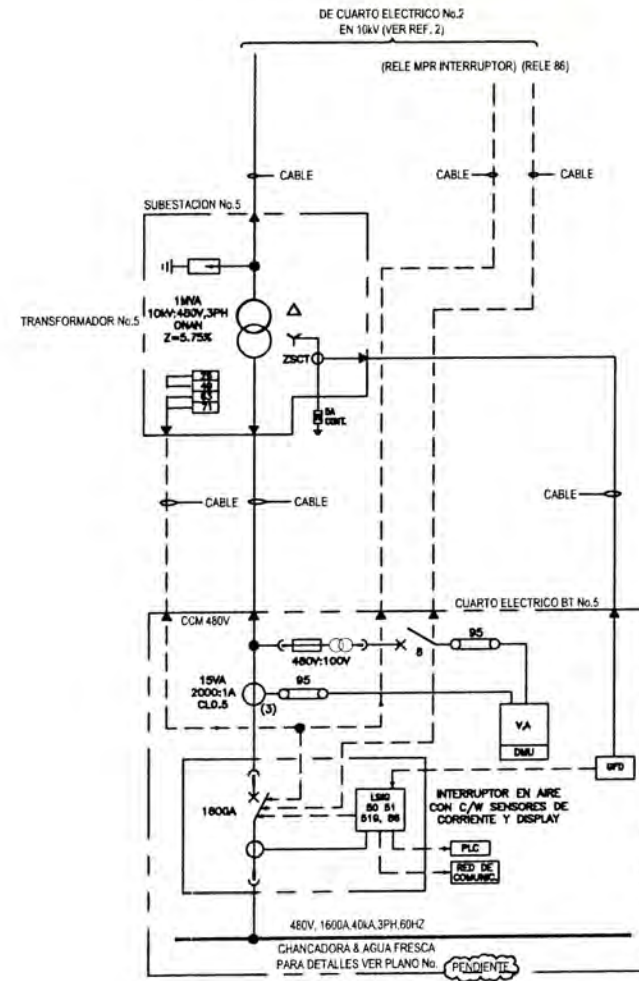 DE CUARTO ELECTRICO No.2
EN 10kV (VER REF. 2)
(RELE MPR INTERRUPTOR) (RELE 86)
CABLE
CABLE
CABLE
SUBESTACION No.5
TRANSFORMADOR No.5
1MVA
10kV:480V,3PH
ONAN
Z=5.75%
ZSCT
5A
CONT.
49
63
71
CABLE
CABLE
CABLE
CUARTO ELECTRICO BT No.5
CCM 480V
480V:100V
8
95
15VA
2000:1A
CL0.5
(3)
95
V,A
DMU
GFD
1600A
LSIG
50 51
51G, 86
INTERRUPTOR EN AIRE
CON C/W SENSORES DE
CORRIENTE Y DISPLAY
PLC
RED DE
COMUNIC.
480V, 1600A,40kA,3PH,60HZ
CHANCADORA & AGUA FRESCA
PARA DETALLES VER PLANO No. PENDIENTE